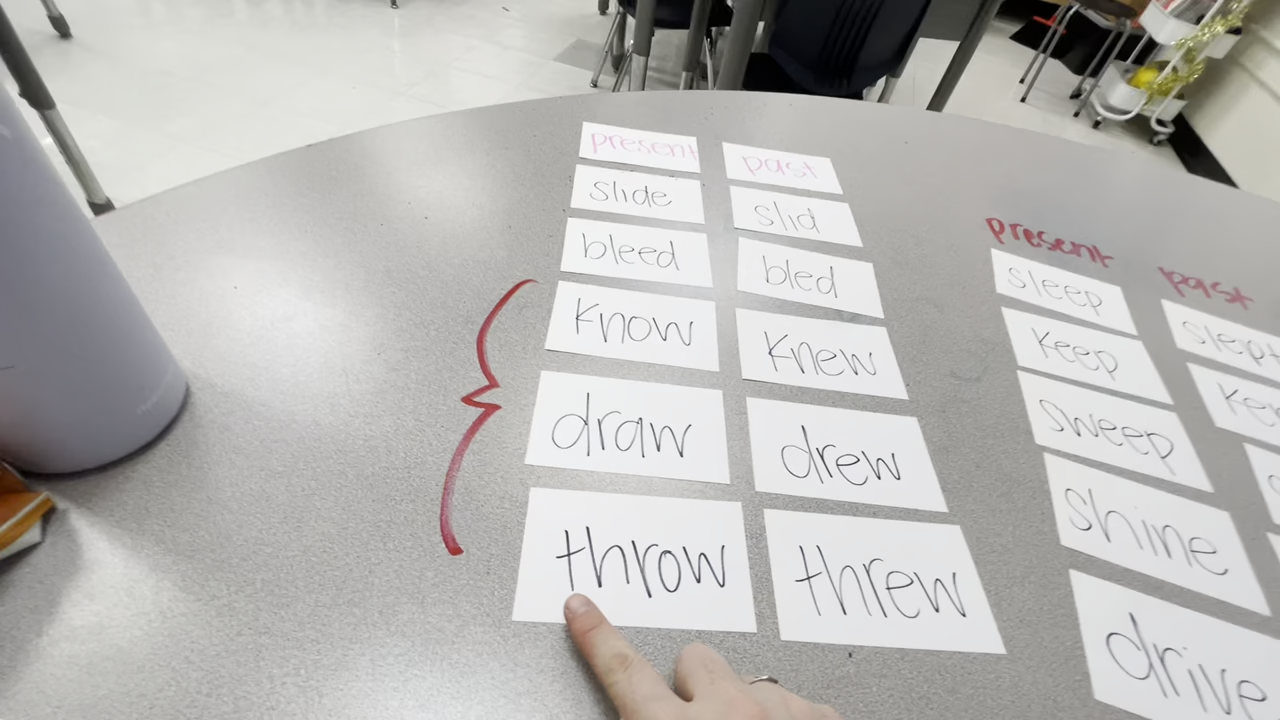 present past
slide slid
bleed bled
know knew
draw drew
throw threw
present past
sleep slept
keep
sweep
shine
drive